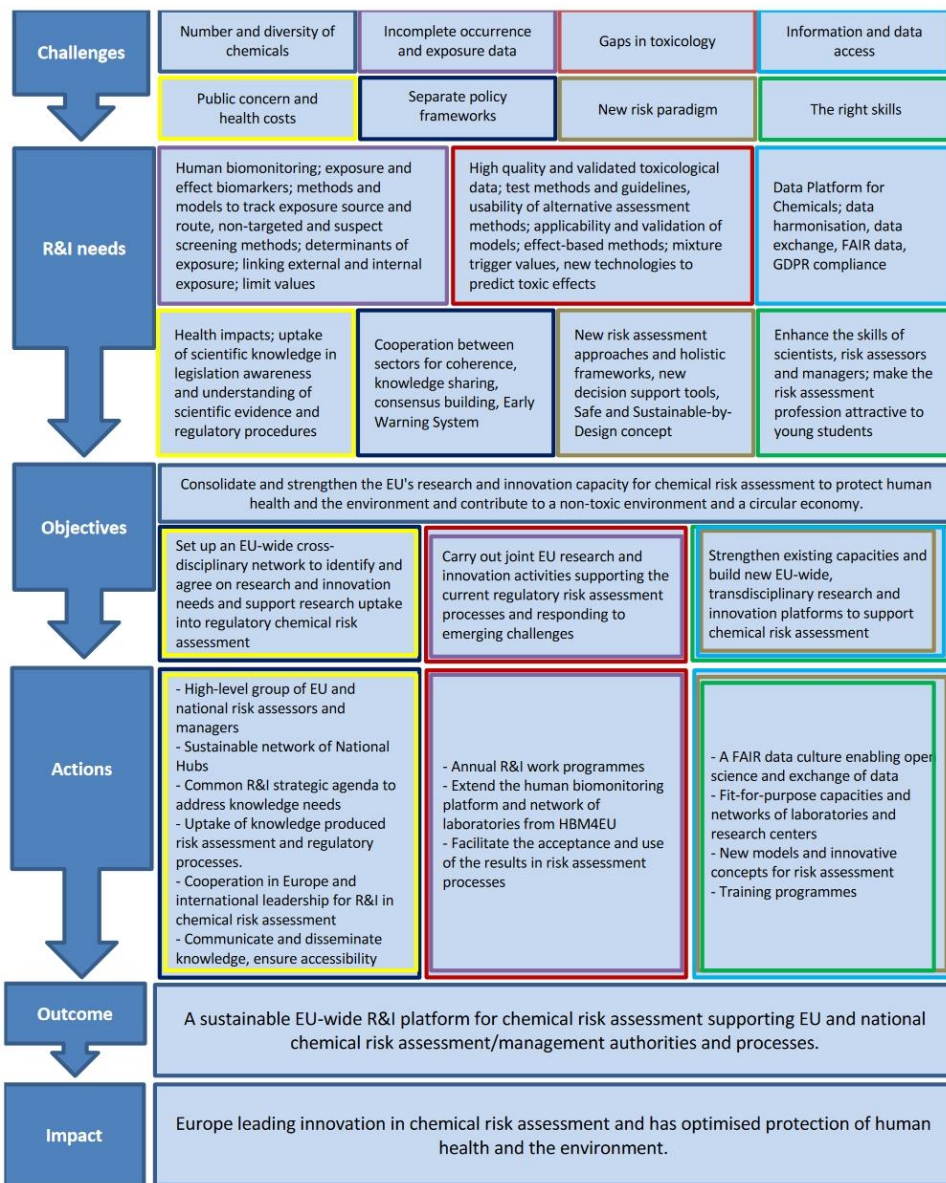 Challenges
Number and diversity of
chemicals
Incomplete occurrence
and exposure data
Gaps in toxicology
Information and data
access
Public concern and
health costs
Separate policy
frameworks
New risk paradigm
The right skills
R&I needs
Human biomonitoring; exposure and
effect biomarkers; methods and
models to track exposure source and
route, non-targeted and suspect
screening methods; determinants of
exposure; linking external and internal
exposure; limit values
High quality and validated toxicological
data; test methods and guidelines,
usability of alternative assessment
methods; applicability and validation of
models; effect-based methods; mixture
trigger values, new technologies to
predict toxic effects
Data Platform for
Chemicals; data
harmonisation, data
exchange, FAIR data,
GDPR compliance
Health impacts; uptake
of scientific knowledge in
legislation awareness
and understanding of
scientific evidence and
regulatory procedures
Cooperation between
sectors for coherence,
knowledge sharing,
consensus building, Early
Warning System
New risk assessment
approaches and holistic
frameworks, new
decision support tools,
Safe and Sustainable-by-
Design concept
Enhance the skills of
scientists, risk assessors
and managers; make the
risk assessment
profession attractive to
young students
Objectives
Consolidate and strengthen the EU's research and innovation capacity for chemical risk assessment to protect human
health and the environment and contribute to a non-toxic environment and a circular economy.
Set up an EU-wide cross-
disciplinary network to identify and
agree on research and innovation
needs and support research uptake
into regulatory chemical risk
assessment
Carry out joint EU research and
innovation activities supporting the
current regulatory risk assessment
processes and responding to
emerging challenges
Strengthen existing capacities and
build new EU-wide,
transdisciplinary research and
innovation platforms to support
chemical risk assessment
Actions
- High-level group of EU and
national risk assessors and
managers
- Sustainable network of National
Hubs
- Common R&I strategic agenda to
address knowledge needs
- Uptake of knowledge produced
risk assessment and regulatory
processes.
- Cooperation in Europe and
international leadership for R&I in
chemical risk assessment
- Communicate and disseminate
knowledge, ensure accessibility
- Annual R&I work programmes
- Extend the human biomonitoring
platform and network of
laboratories from HBM4EU
- Facilitate the acceptance and use
of the results in risk assessment
processes
- A FAIR data culture enabling open
science and exchange of data
- Fit-for-purpose capacities and
networks of laboratories and
research centers
- New models and innovative
concepts for risk assessment
- Training programmes
Outcome
A sustainable EU-wide R&I platform for chemical risk assessment supporting EU and national
chemical risk assessment/management authorities and processes.
Impact
Europe leading innovation in chemical risk assessment and has optimised protection of human
health and the environment.